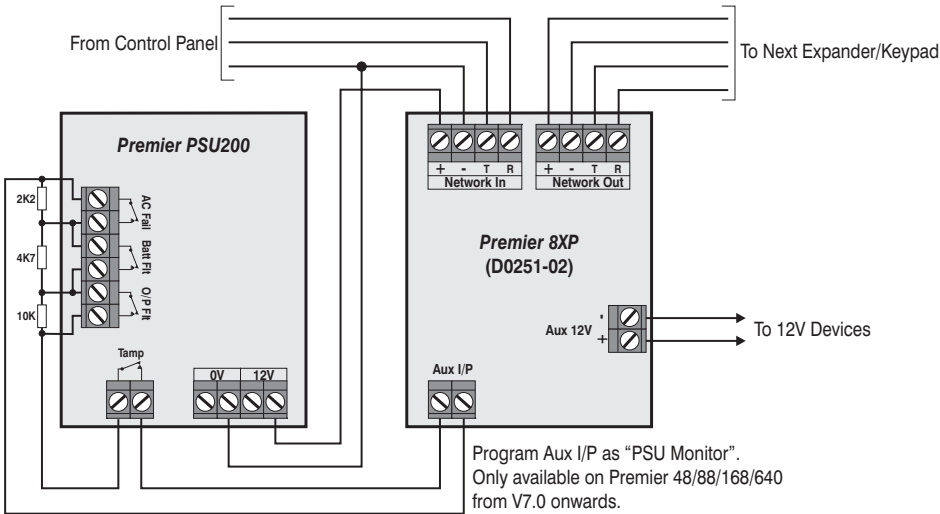 From Control Panel
To Next Expander/Keypad
Premier PSU200
2K2
4K7
10K
AC Fail
Batt Flt
O/P Flt
Tamp
0V 12V
+ - T R
Network In
+ - T R
Network Out
Premier 8XP
(D0251-02)
Aux 12V
-
+
To 12V Devices
Aux I/P
Program Aux I/P as “PSU Monitor”.
Only available on Premier 48/88/168/640
from V7.0 onwards.